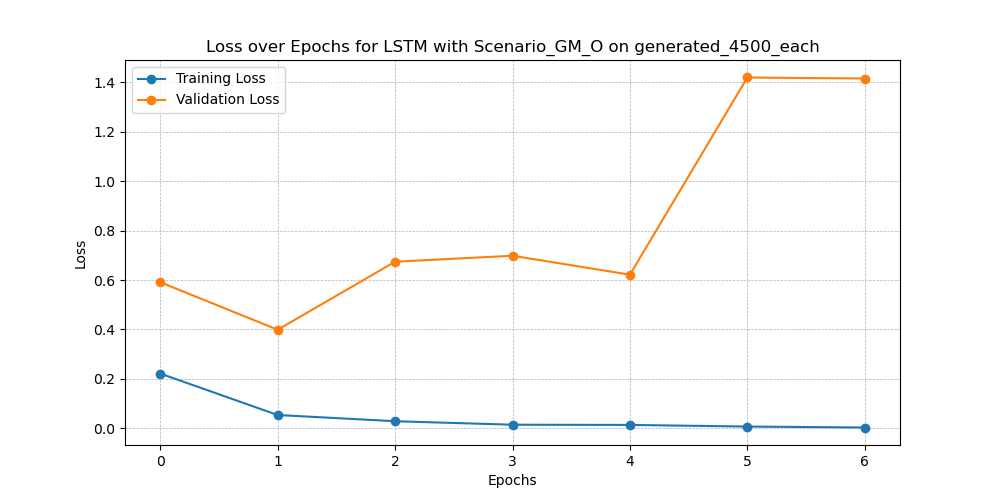 Loss over Epochs for LSTM with Scenario_GM_O on generated_4500_each
Training Loss
Validation Loss
1.4
1.2
1.0
0.8
0.6
0.4
0.2
0.0
Loss
0 1 2 3 4 5 6
Epochs